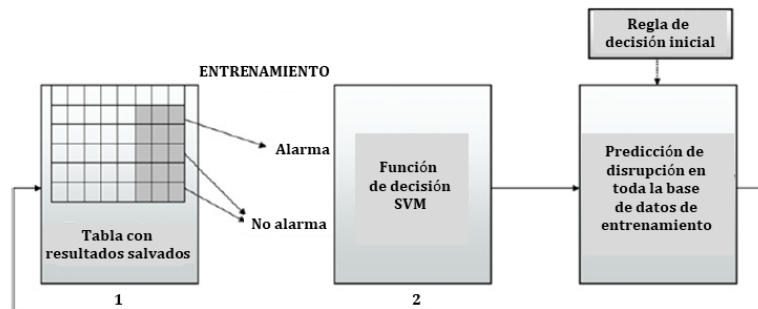 Regla de
decisión inicial
ENTRENAMIENTO
Alarma
No alarma
Tabla con
resultados salvados
1
Función
de decisión
SVM
2
Predicción de
disrupción en
toda la base
de datos de
entrenamiento